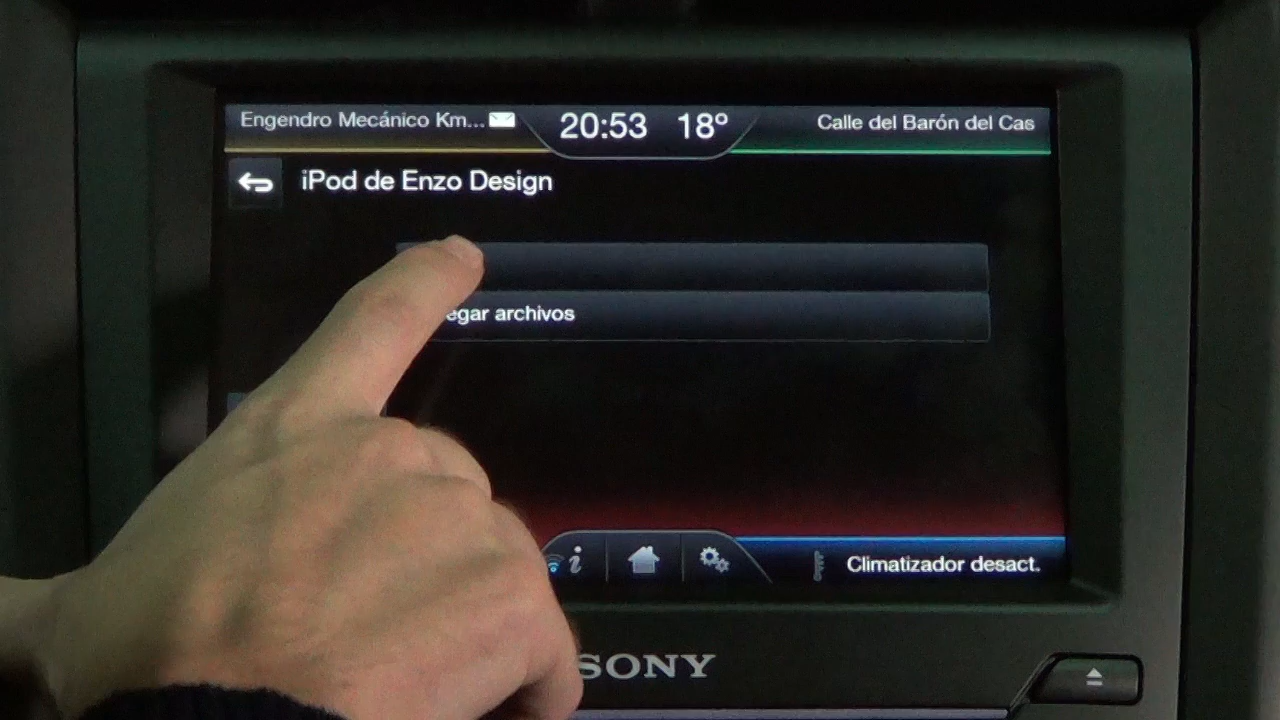 Engendro Mecánico Km...
20:53 18°
Calle del Barón del Cas
iPod de Enzo Design
egar archivos
i
Climatizador desact.
SONY